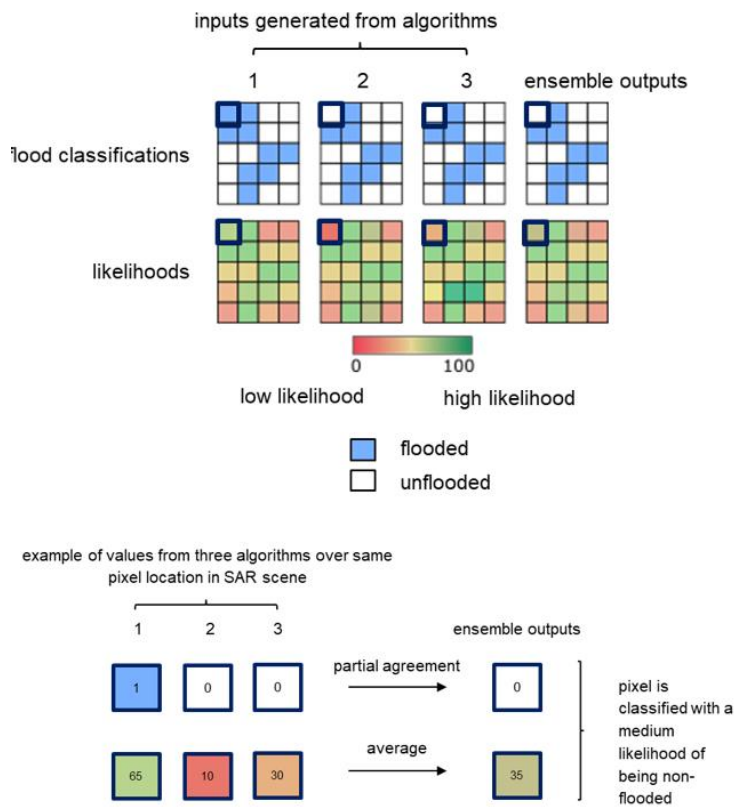 inputs generated from algorithms
1 2 3 ensemble outputs
flood classifications
likelihoods
0 100
low likelihood high likelihood
flooded
unflooded
example of values from three algorithms over same
pixel location in SAR scene
1 2 3 ensemble outputs
partial agreement
1 0 0 0
average
65 10 30 35
pixel is
classified with a
medium
likelihood of
being non-
flooded